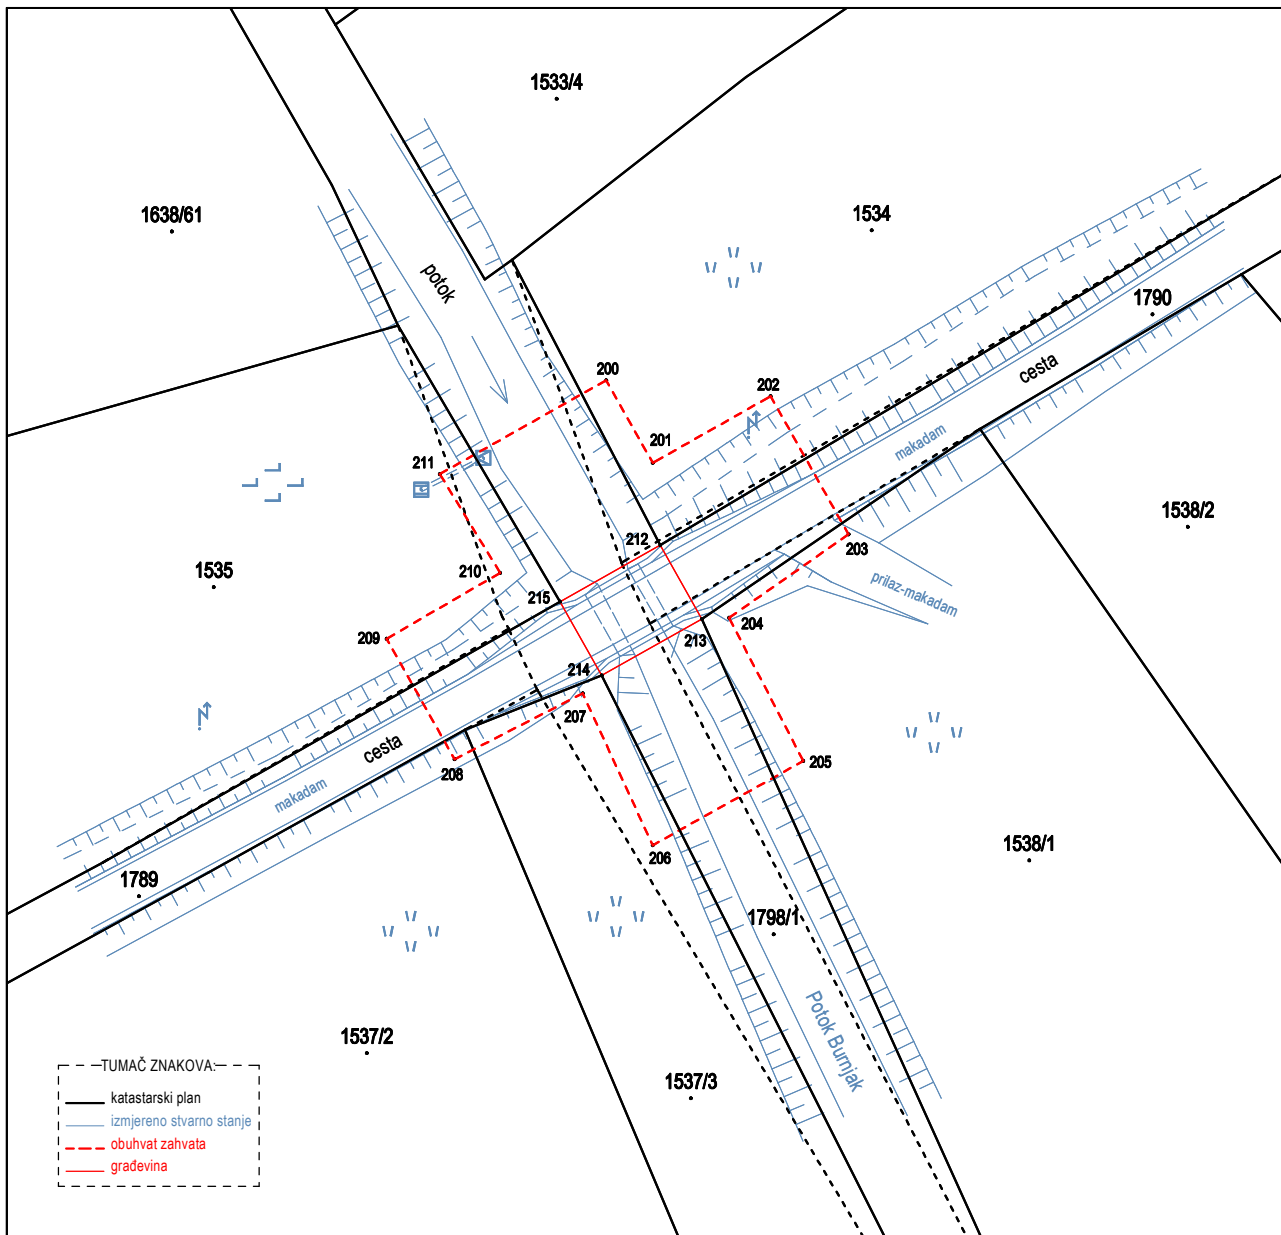 1533/4
1638/61
1534
potok
1790
cesta
200
202
201
makadam
211
1538/2
212
203
210
prilaz-makadam
1535
215
204
209
213
214
207
cesta
208
205
makadam
206
1538/1
1789
1798/1
Potok Burnjak
1537/2
1537/3
TUMAČ ZNAKOVA:
katastarski plan
izmjereno stvarno stanje
obuhvat zahvata
građevina